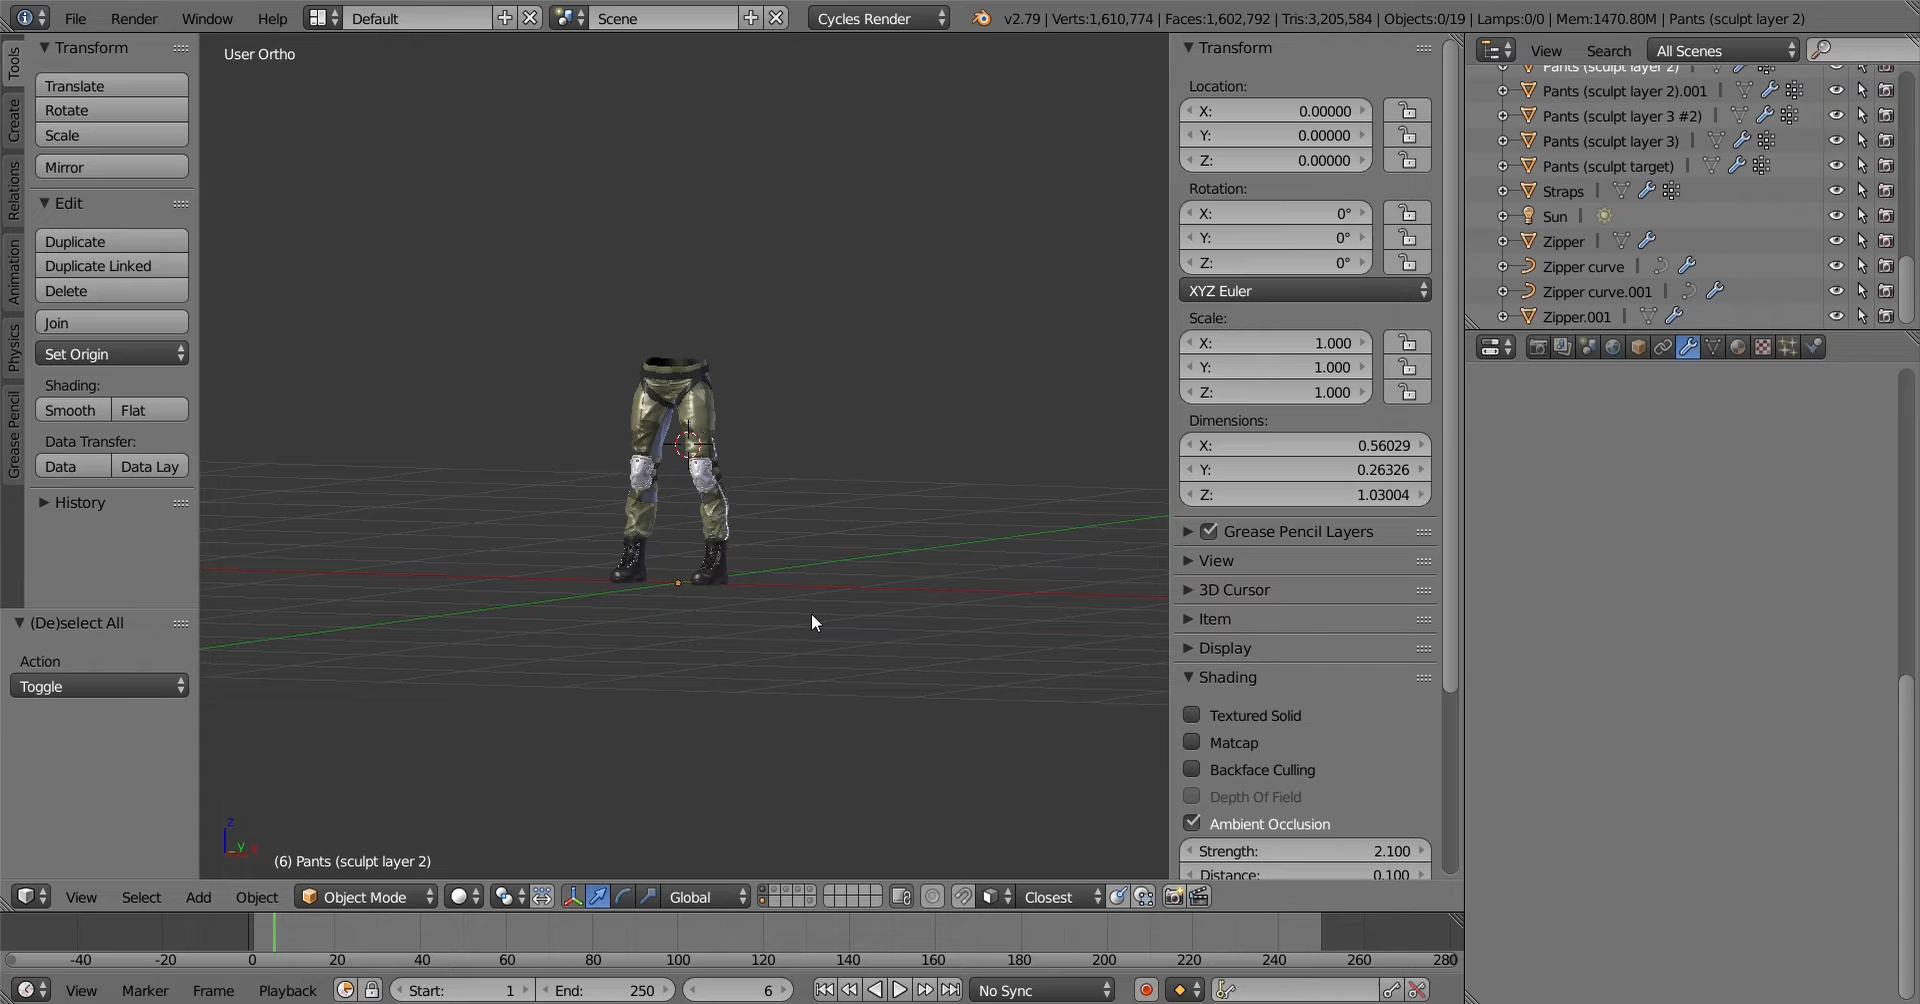 File Render Window Help Default Scene Cycles Render v2.79 | Verts:1,610,774 | Faces:1,602,792 | Tris:3,205,584 | Objects:0/19 | Lamps:0/0 | Mem:1470.80M | Pants (sculpt layer 2)
Tools
Create
Relations
Animation
Physics
Grease Pencil
Transform
Translate
Rotate
Scale
Mirror
Edit
Duplicate
Duplicate Linked
Delete
Join
Set Origin
Shading:
Smooth Flat
Data Transfer:
Data Data Lay
History
(De)select All
Action
Toggle
User Ortho
z
y x
(6) Pants (sculpt layer 2)
Transform
Location:
X: 0.00000
Y: 0.00000
Z: 0.00000
Rotation:
X: 0°
Y: 0°
Z: 0°
XYZ Euler
Scale:
X: 1.000
Y: 1.000
Z: 1.000
Dimensions:
X: 0.56029
Y: 0.26326
Z: 1.03004
Grease Pencil Layers
View
3D Cursor
Item
Display
Shading
Textured Solid
Matcap
Backface Culling
Depth Of Field
Ambient Occlusion
Strength: 2.100
Distance: 0.100
View Search All Scenes
Pants (sculpt layer 2)
Pants (sculpt layer 2).001
Pants (sculpt layer 3 #2)
Pants (sculpt layer 3)
Pants (sculpt target)
Straps
Sun
Zipper
Zipper curve
Zipper curve.001
Zipper.001
View Select Add Object Object Mode Global Closest
-40 -20 0 20 40 60 80 100 120 140 160 180 200 220 240 260 280
View Marker Frame Playback Start: 1 End: 250 6 No Sync